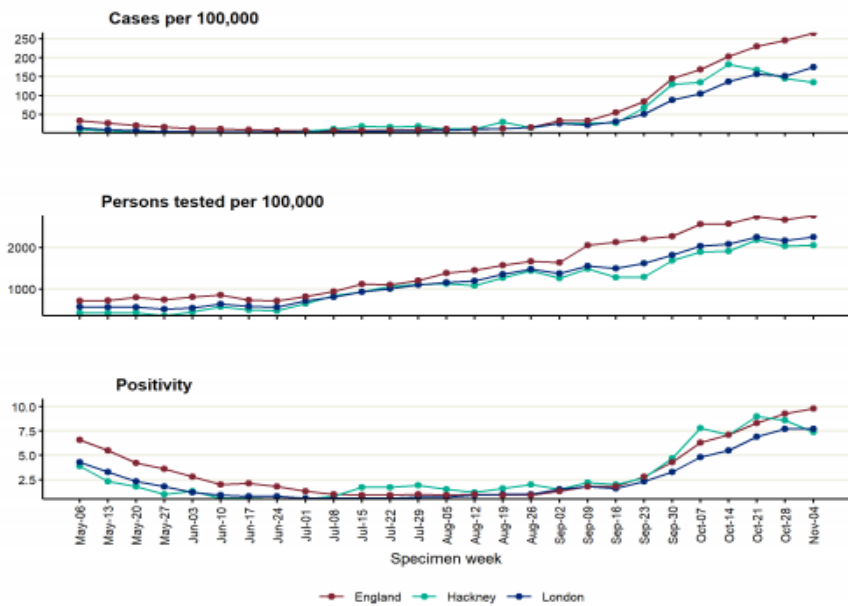 Cases per 100,000
250
200
150
100
50
Persons tested per 100,000
2000
1000
Positivity
10.0
7.5
5.0
2.5
May-06
May-13
May-20
May-27
Jun-03
Jun-10
Jun-17
Jun-24
Jul-01
Jul-08
Jul-15
Jul-22
Jul-29
Aug-05
Aug-12
Aug-19
Aug-26
Sep-02
Sep-09
Sep-16
Sep-23
Sep-30
Oct-07
Oct-14
Oct-21
Oct-28
Nov-04
Specimen week
England Hackney London